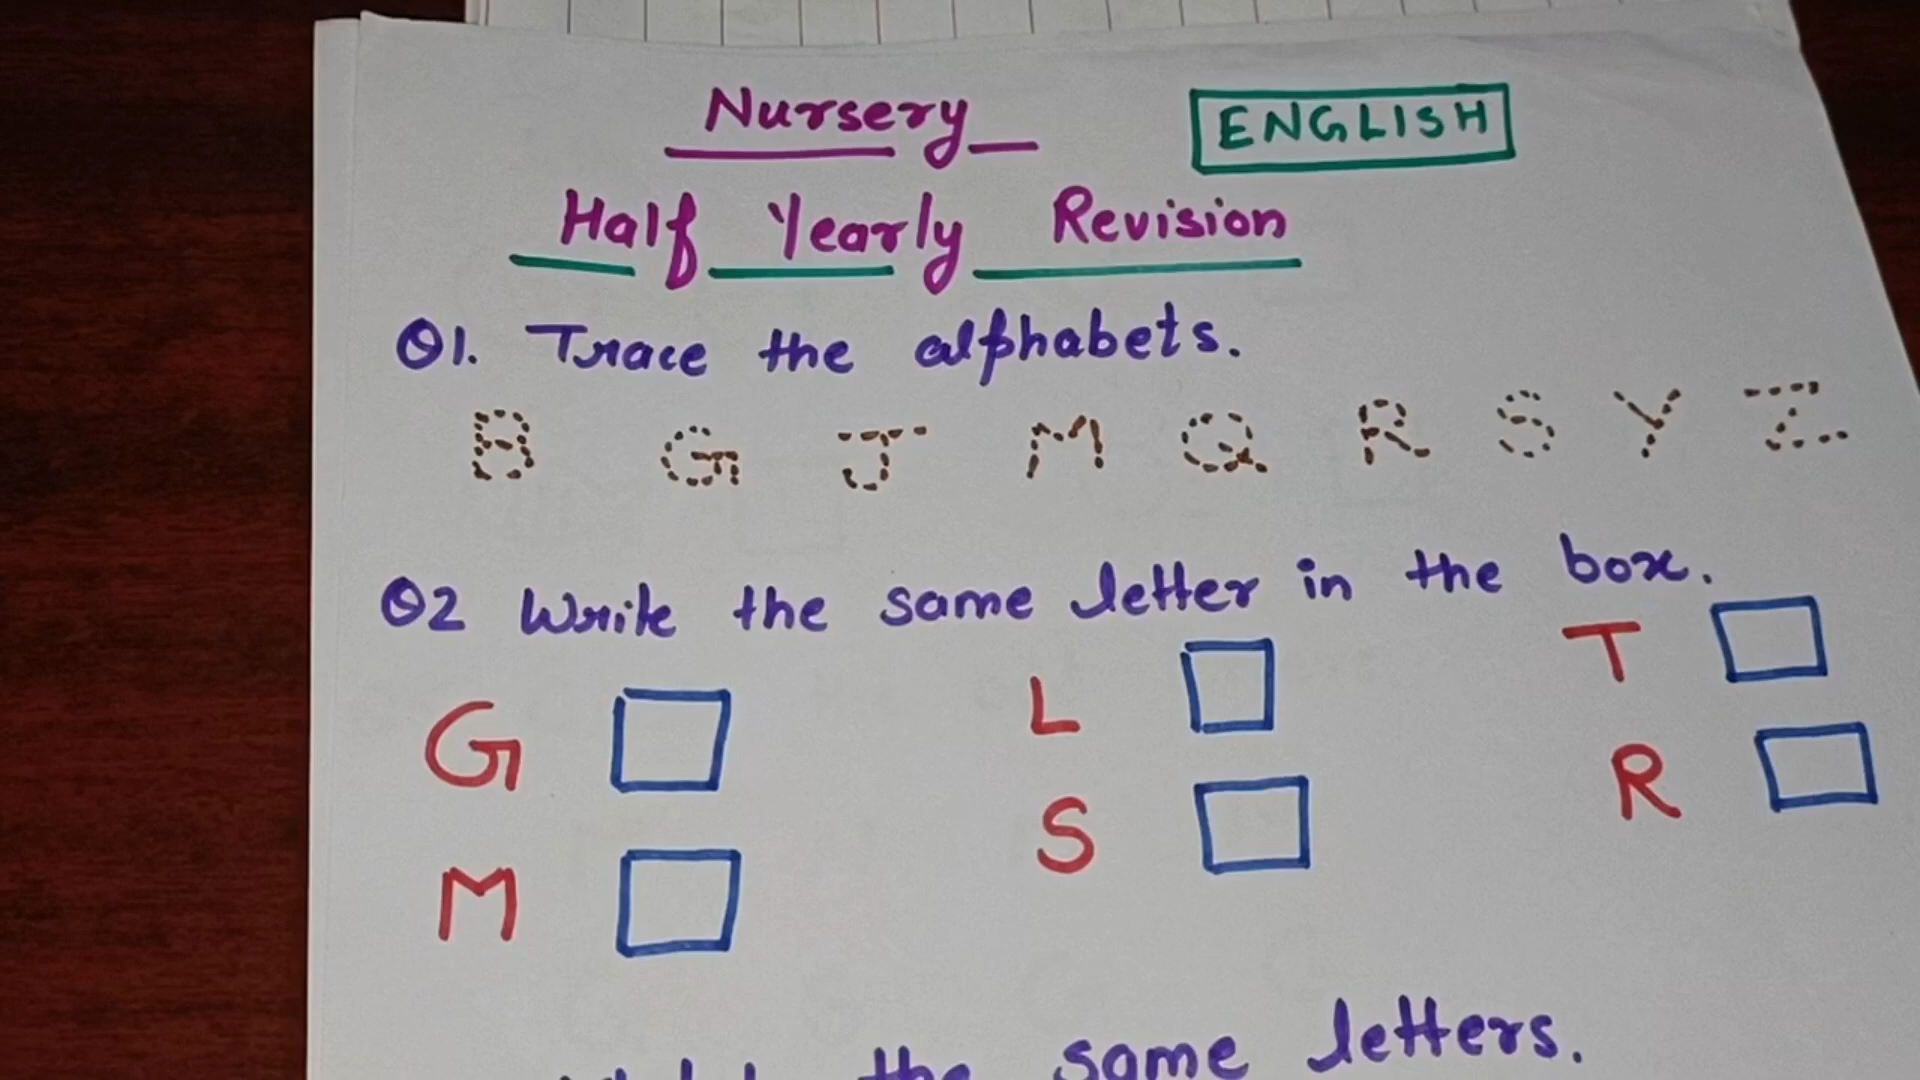 Nursery
ENGLISH
Half Yearly Revision
Q1. Trace the alphabets.
B G J M Q R S Y Z
Q2 Write the same letter in the box.
G L T
M S R
the same letters.